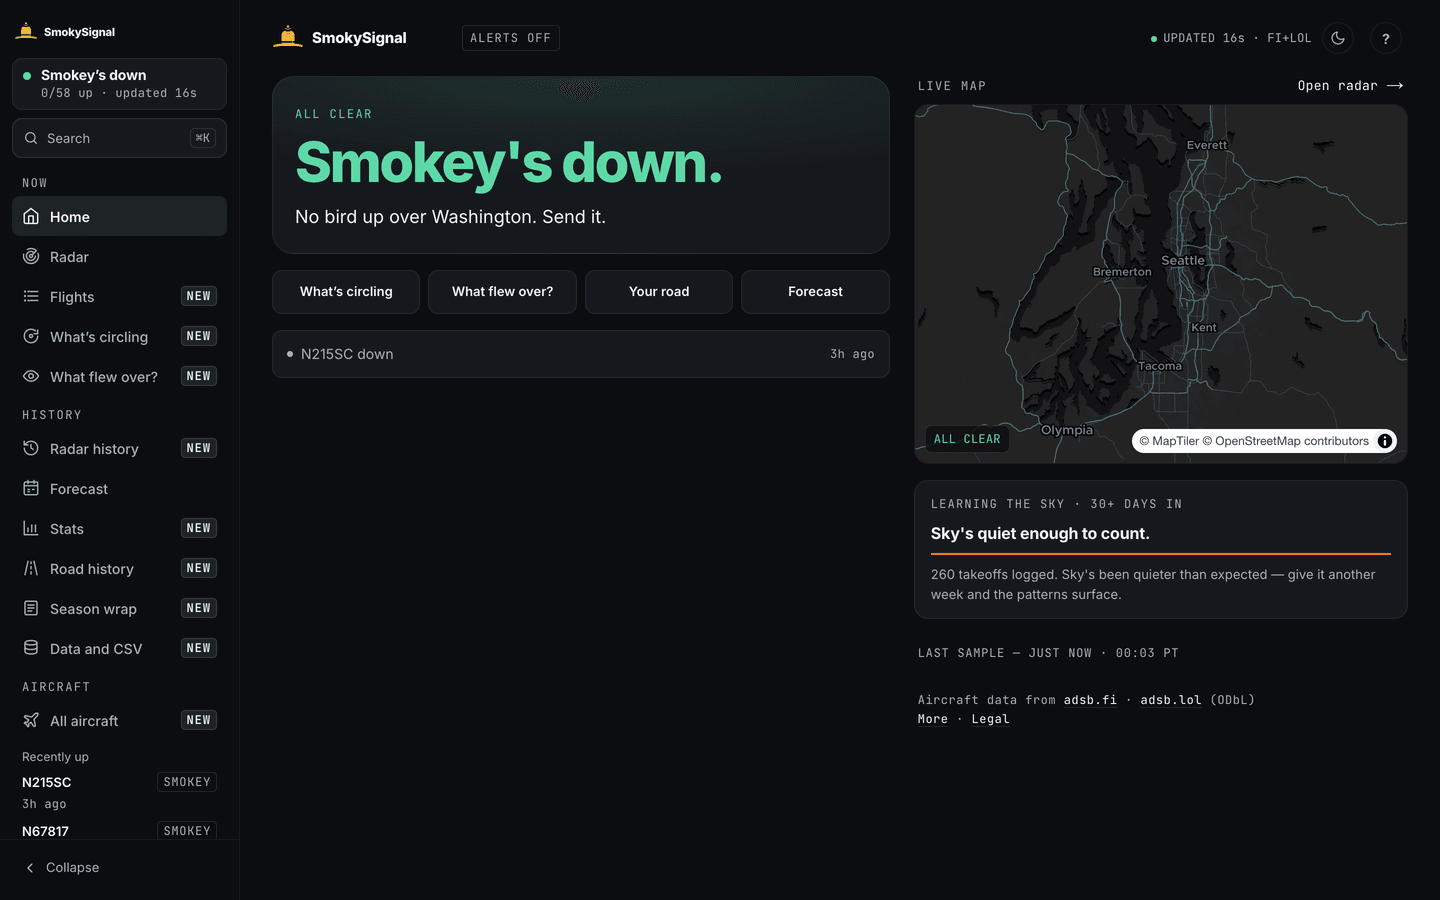 SmokySignal
Smokey’s down
0/58 up · updated 16s
Search ⌘K
NOW
Home
Radar
Flights NEW
What’s circling NEW
What flew over? NEW
HISTORY
Radar history NEW
Forecast
Stats NEW
Road history NEW
Season wrap NEW
Data and CSV NEW
AIRCRAFT
All aircraft NEW
Recently up
N215SC SMOKEY
3h ago
N67817 SMOKEY
Collapse
SmokySignal
ALERTS OFF
UPDATED 16s · FI+LOL
?
ALL CLEAR
Smokey's down.
No bird up over Washington. Send it.
What’s circling
What flew over?
Your road
Forecast
N215SC down 3h ago
LIVE MAP
Open radar →
Everett
Seattle
Bremerton
Kent
Tacoma
Olympia
ALL CLEAR
© MapTiler © OpenStreetMap contributors
LEARNING THE SKY · 30+ DAYS IN
Sky's quiet enough to count.
260 takeoffs logged. Sky's been quieter than expected — give it another
week and the patterns surface.
LAST SAMPLE — JUST NOW · 00:03 PT
Aircraft data from adsb.fi · adsb.lol (ODbL)
More · Legal